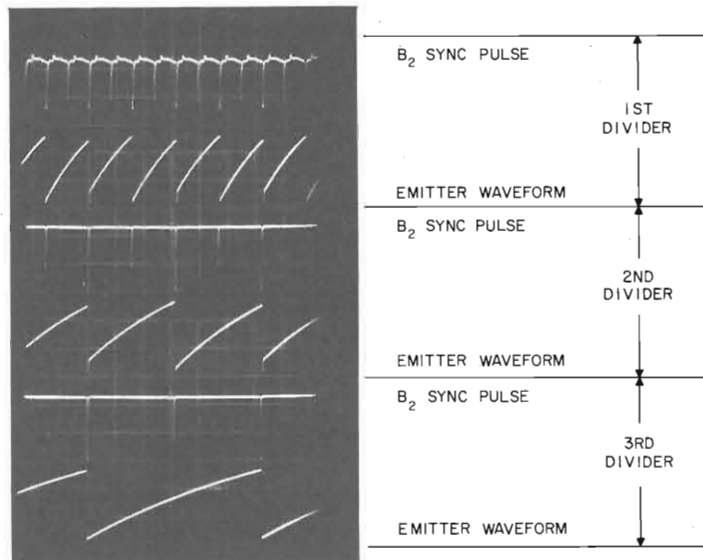 B₂ SYNC PULSE
1ST
DIVIDER
EMITTER WAVEFORM
B₂ SYNC PULSE
2ND
DIVIDER
EMITTER WAVEFORM
B₂ SYNC PULSE
3RD
DIVIDER
EMITTER WAVEFORM